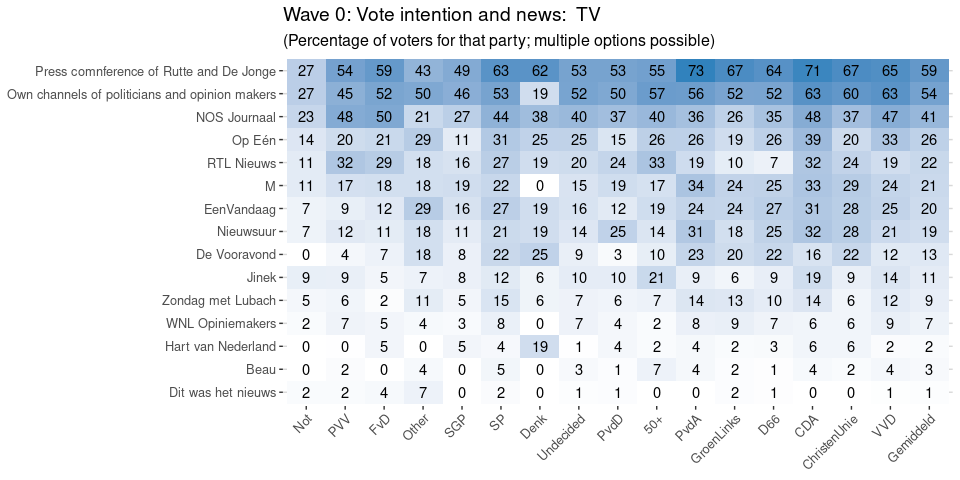 Wave 0: Vote intention and news:  TV
(Percentage of voters for that party; multiple options possible)
Press comnference of Rutte and De Jonge 27 54 59 43 49 63 62 53 53 55 73 67 64 71 67 65 59
Own channels of politicians and opinion makers 27 45 52 50 46 53 19 52 50 57 56 52 52 63 60 63 54
NOS Journaal 23 48 50 21 27 44 38 40 37 40 36 26 35 48 37 47 41
Op Eén 14 20 21 29 11 31 25 25 15 26 26 19 26 39 20 33 26
RTL Nieuws 11 32 29 18 16 27 19 20 24 33 19 10 7 32 24 19 22
M 11 17 18 18 19 22 0 15 19 17 34 24 25 33 29 24 21
EenVandaag 7 9 12 29 16 27 19 16 12 19 24 24 27 31 28 25 20
Nieuwsuur 7 12 11 18 11 21 19 14 25 14 31 18 25 32 28 21 19
De Vooravond 0 4 7 18 8 22 25 9 3 10 23 20 22 16 22 12 13
Jinek 9 9 5 7 8 12 6 10 10 21 9 6 9 19 9 14 11
Zondag met Lubach 5 6 2 11 5 15 6 7 6 7 14 13 10 14 6 12 9
WNL Opiniemakers 2 7 5 4 3 8 0 7 4 2 8 9 7 6 6 9 7
Hart van Nederland 0 0 5 0 5 4 19 1 4 2 4 2 3 6 6 2 2
Beau 0 2 0 4 0 5 0 3 1 7 4 2 1 4 2 4 3
Dit was het nieuws 2 2 4 7 0 2 0 1 1 0 0 2 1 0 0 1 1
Not PVV FvD Other SGP SP Denk Undecided PvdD 50+ PvdA GroenLinks D66 CDA ChristenUnie VVD Gemiddeld